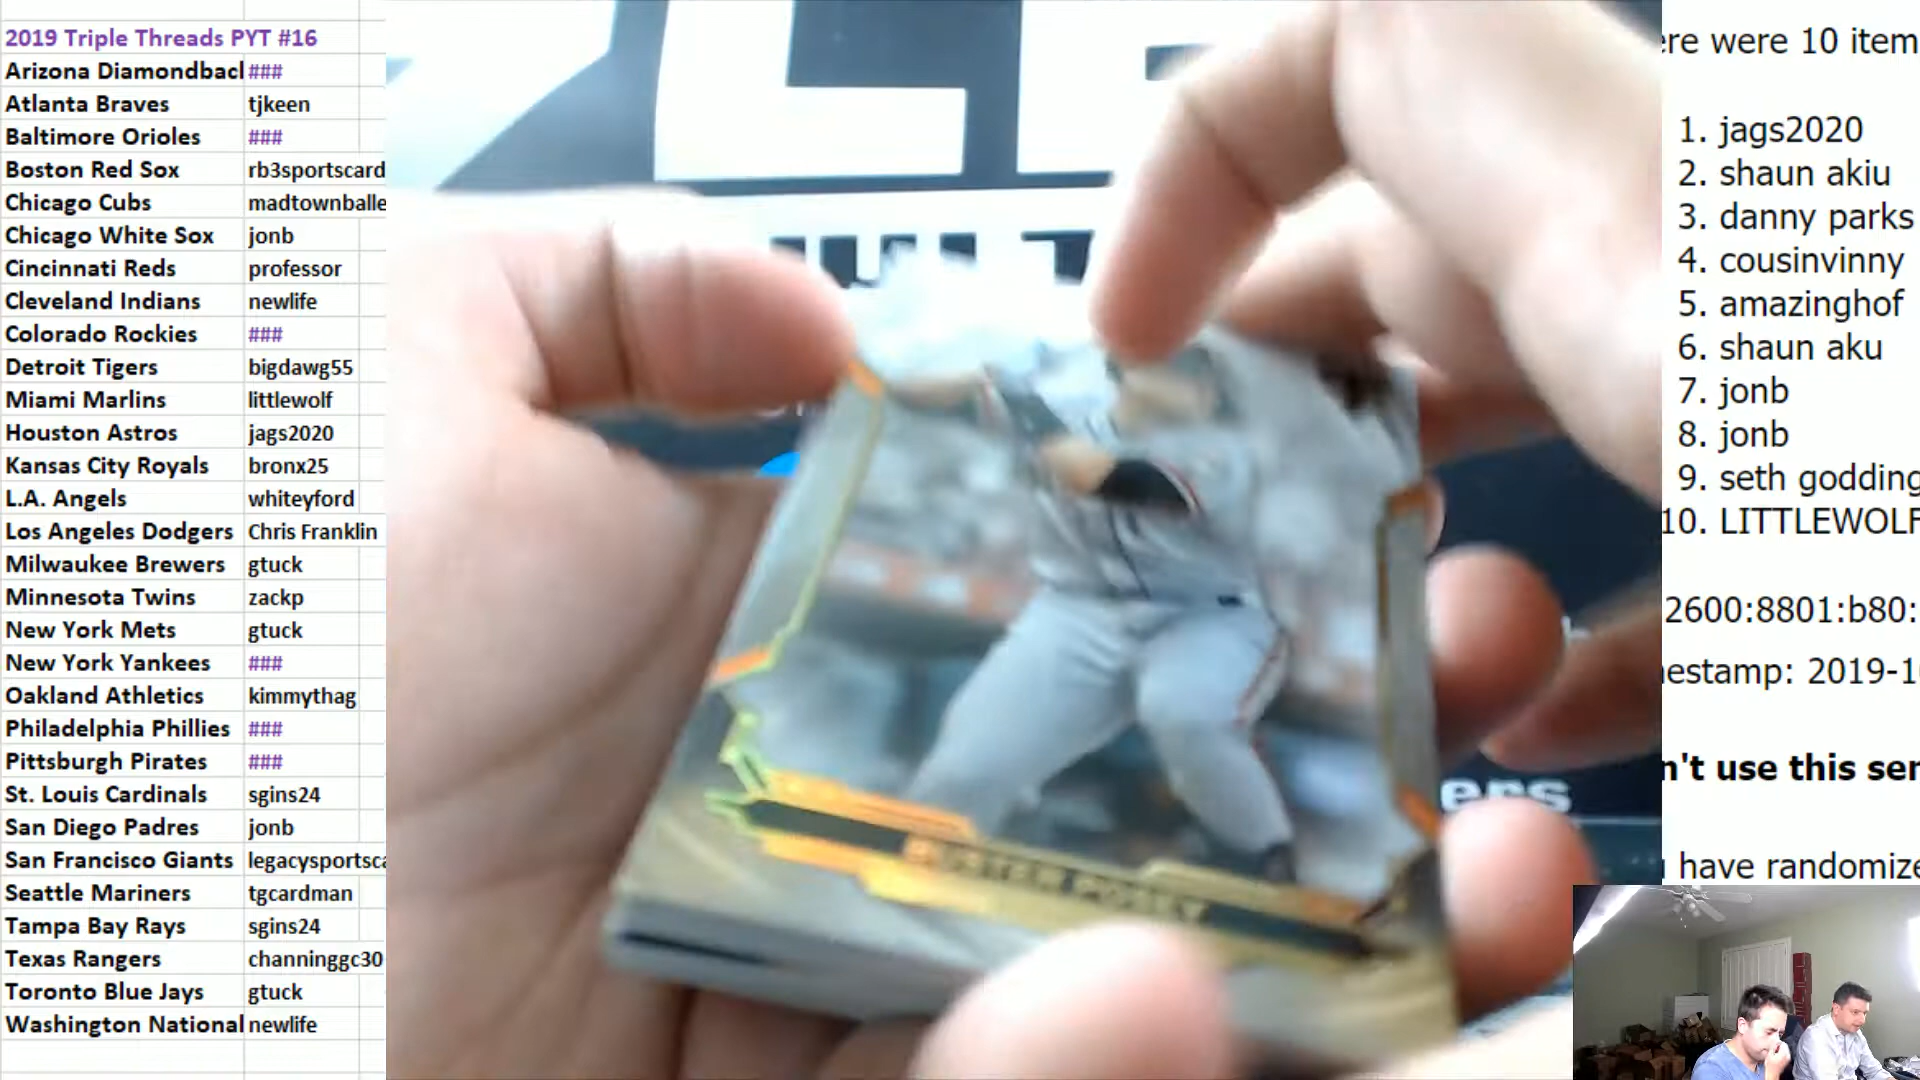 2019 Triple Threads PYT #16
Arizona Diamondbacl ###
Atlanta Braves tjkeen
Baltimore Orioles ###
Boston Red Sox rb3sportscard
Chicago Cubs madtownballe
Chicago White Sox jonb
Cincinnati Reds professor
Cleveland Indians newlife
Colorado Rockies ###
Detroit Tigers bigdawg55
Miami Marlins littlewolf
Houston Astros jags2020
Kansas City Royals bronx25
L.A. Angels whiteyford
Los Angeles Dodgers Chris Franklin
Milwaukee Brewers gtuck
Minnesota Twins zackp
New York Mets gtuck
New York Yankees ###
Oakland Athletics kimmythag
Philadelphia Phillies ###
Pittsburgh Pirates ###
St. Louis Cardinals sgins24
San Diego Padres jonb
San Francisco Giants legacysportsca
Seattle Mariners tgcardman
Tampa Bay Rays sgins24
Texas Rangers channinggc30
Toronto Blue Jays gtuck
Washington National newlife
BUSTER POSEY
ers
ere were 10 item
1. jags2020
2. shaun akiu
3. danny parks
4. cousinvinny
5. amazinghof
6. shaun aku
7. jonb
8. jonb
9. seth godding
10. LITTLEWOLF
2600:8801:b80:
nestamp: 2019-10
n't use this ser
have randomize